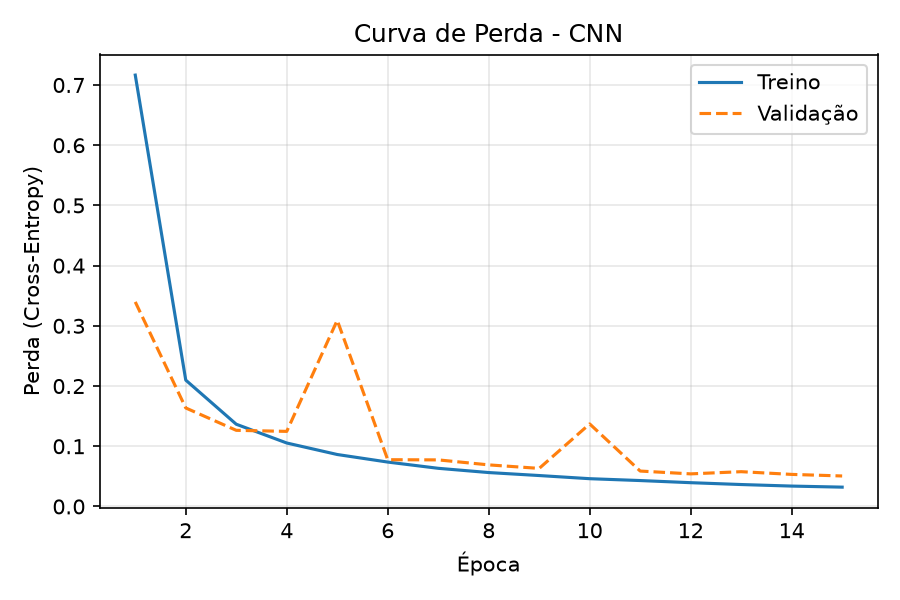 Curva de Perda - CNN
Treino
Validação
Perda (Cross-Entropy)
0.7
0.6
0.5
0.4
0.3
0.2
0.1
0.0
2 4 6 8 10 12 14
Época